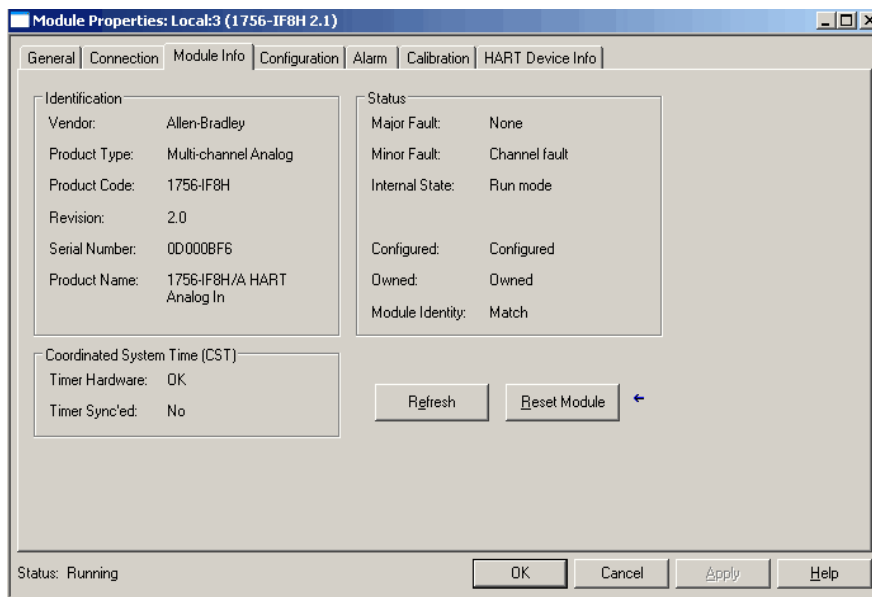 Module Properties: Local:3 (1756-IF8H 2.1)
General Connection Module Info Configuration Alarm Calibration HART Device Info
Identification
Vendor: Allen-Bradley
Product Type: Multi-channel Analog
Product Code: 1756-IF8H
Revision: 2.0
Serial Number: 0D000BF6
Product Name: 1756-IF8H/A HART
Analog In
Status
Major Fault: None
Minor Fault: Channel fault
Internal State: Run mode
Configured: Configured
Owned: Owned
Module Identity: Match
Coordinated System Time (CST)
Timer Hardware: OK
Timer Sync'ed: No
Refresh Reset Module
Status: Running
OK Cancel Apply Help